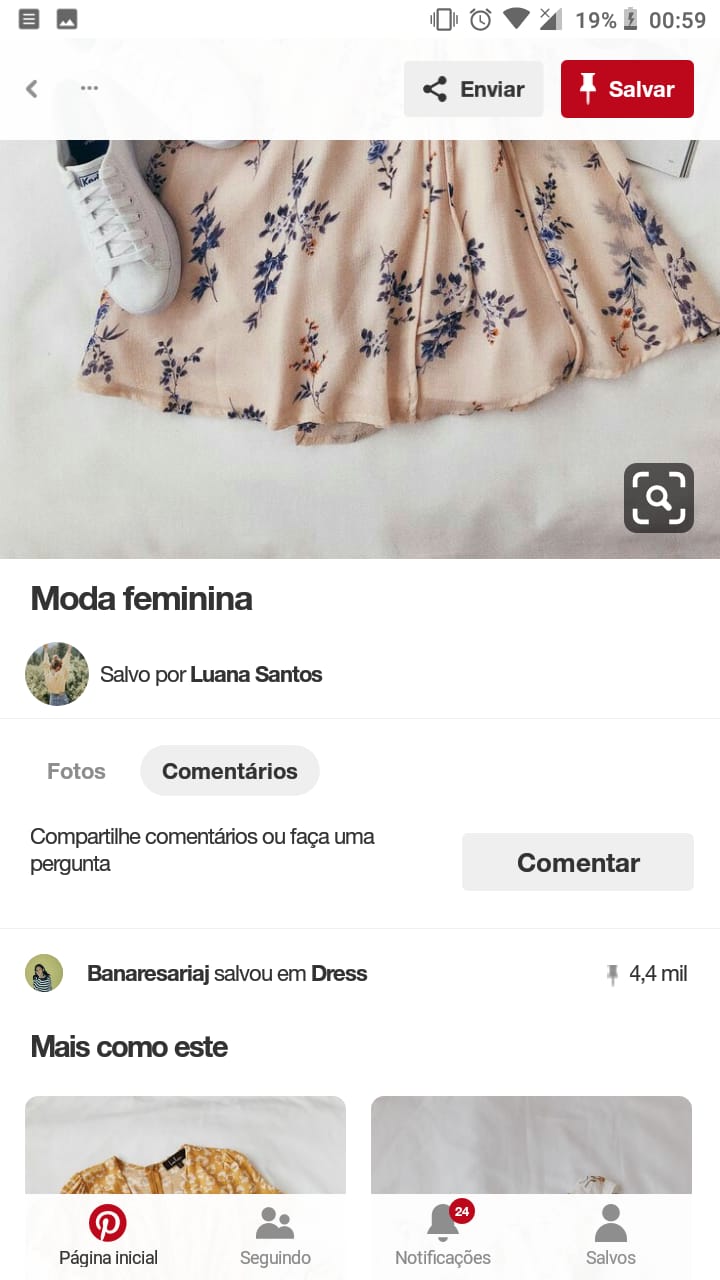 19% 00:59
Enviar
Salvar
Keds
Moda feminina
Salvo por Luana Santos
Fotos
Comentários
Compartilhe comentários ou faça uma
pergunta
Comentar
Banaresariaj salvou em Dress
4,4 mil
Mais como este
24
Página inicial
Seguindo
Notificações
Salvos